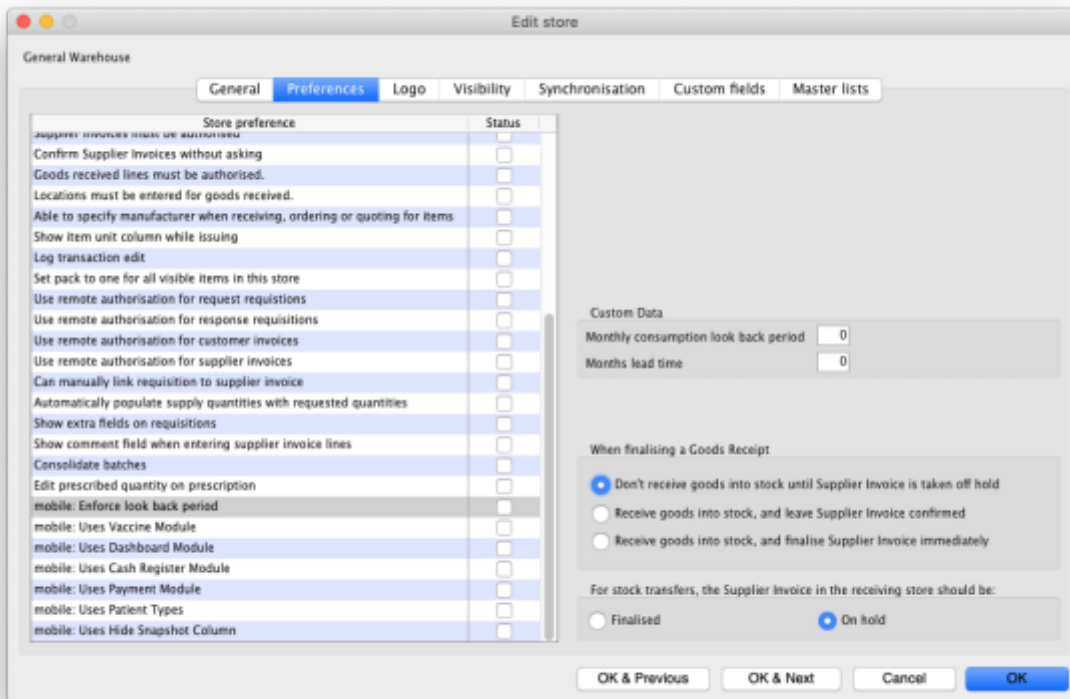 Edit store
General Warehouse
General Preferences Logo Visibility Synchronisation Custom fields Master lists
Store preference Status
Supplier invoices must be authorised
Confirm Supplier Invoices without asking
Goods received lines must be authorised.
Locations must be entered for goods received.
Able to specify manufacturer when receiving, ordering or quoting for items
Show item unit column while issuing
Log transaction edit
Set pack to one for all visible items in this store
Use remote authorisation for request requistions
Use remote authorisation for response requisitions
Use remote authorisation for customer invoices
Use remote authorisation for supplier invoices
Can manually link requisition to supplier invoice
Automatically populate supply quantities with requested quantities
Show extra fields on requisitions
Show comment field when entering supplier invoice lines
Consolidate batches
Edit prescribed quantity on prescription
mobile: Enforce look back period
mobile: Uses Vaccine Module
mobile: Uses Dashboard Module
mobile: Uses Cash Register Module
mobile: Uses Payment Module
mobile: Uses Patient Types
mobile: Uses Hide Snapshot Column
Custom Data
Monthly consumption look back period 0
Months lead time 0
When finalising a Goods Receipt
Don't receive goods into stock until Supplier Invoice is taken off hold
Receive goods into stock, and leave Supplier Invoice confirmed
Receive goods into stock, and finalise Supplier Invoice immediately
For stock transfers, the Supplier Invoice in the receiving store should be:
Finalised On hold
OK & Previous OK & Next Cancel OK